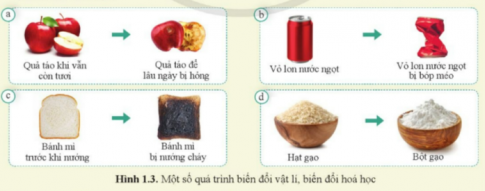 a
Quả táo khi vẫn
còn tươi
Quả táo để
lâu ngày bị hỏng
b
Vỏ lon nước ngọt
Vỏ lon nước ngọt
bị bóp méo
c
Bánh mì
trước khi nướng
Bánh mì
bị nướng cháy
d
Hạt gạo
Bột gạo
Hình 1.3. Một số quá trình biến đổi vật lí, biến đổi hoá học